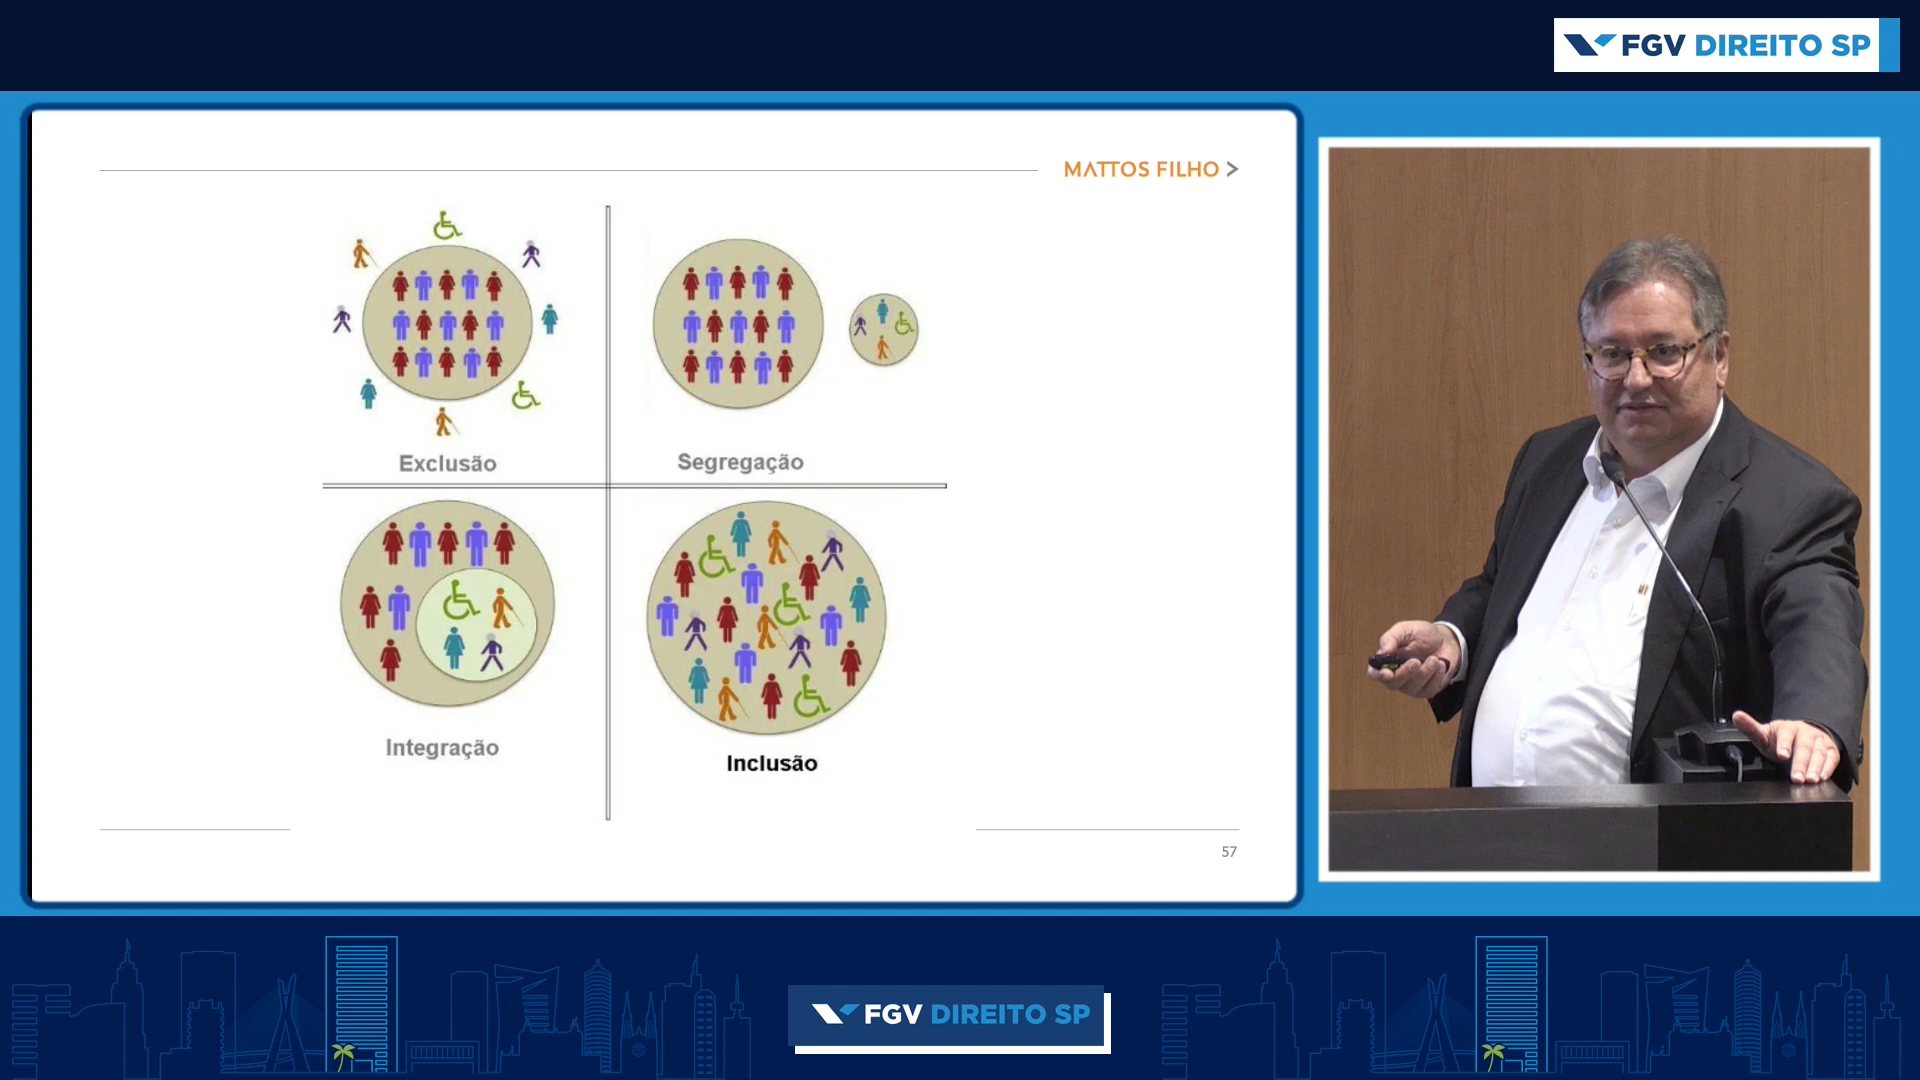 FGV DIREITO SP
MATTOS FILHO >
Exclusão
Segregação
Integração
Inclusão
57
FGV DIREITO SP